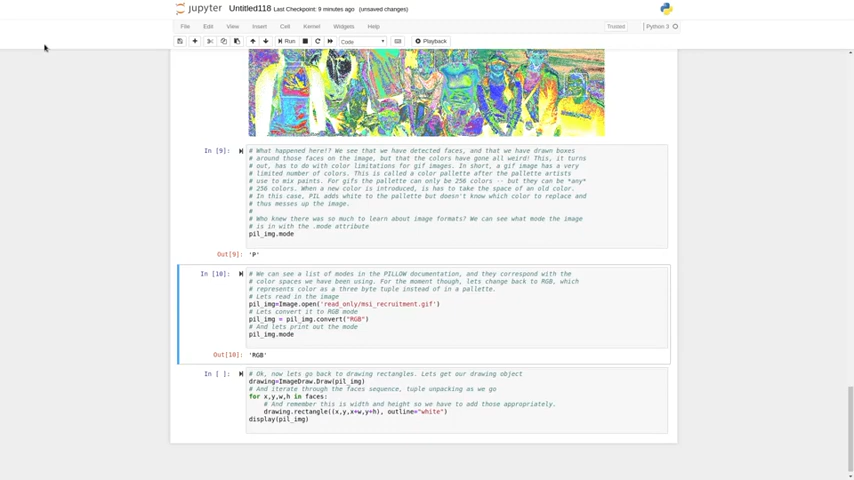 jupyter Untitled118 Last Checkpoint: 9 minutes ago (unsaved changes)
File Edit View Insert Cell Kernel Widgets Help Trusted Python 3
Run Code Playback
In [9]: # What happened here!? We see that we have detected faces, and that we have drawn boxes
# around those faces on the image, but that the colors have gone all weird! This, it turns
# out, has to do with color limitations for gif images. In short, a gif image has a very
# limited number of colors. This is called a color pallette after the pallette artists
# use to mix paints. For gifs the pallette can only be 256 colors -- but they can be *any*
# 256 colors. When a new color is introduced, is has to take the space of an old color.
# In this case, PIL adds white to the pallette but doesn't know which color to replace and
# thus messes up the image.
#
# Who knew there was so much to learn about image formats? We can see what mode the image
# is in with the .mode attribute
pil_img.mode
Out[9]: 'P'
In [10]: # We can see a list of modes in the PILLOW documentation, and they correspond with the
# color spaces we have been using. For the moment though, lets change back to RGB, which
# represents color as a three byte tuple instead of in a pallette.
# Lets read in the image
pil_img=Image.open('read_only/msi_recruitment.gif')
# Lets convert it to RGB mode
pil_img = pil_img.convert("RGB")
# And lets print out the mode
pil_img.mode
Out[10]: 'RGB'
In [ ]: # Ok, now lets go back to drawing rectangles. Lets get our drawing object
drawing=ImageDraw.Draw(pil_img)
# And iterate through the faces sequence, tuple unpacking as we go
for x,y,w,h in faces:
# And remember this is width and height so we have to add those appropriately.
drawing.rectangle((x,y,x+w,y+h), outline="white")
display(pil_img)